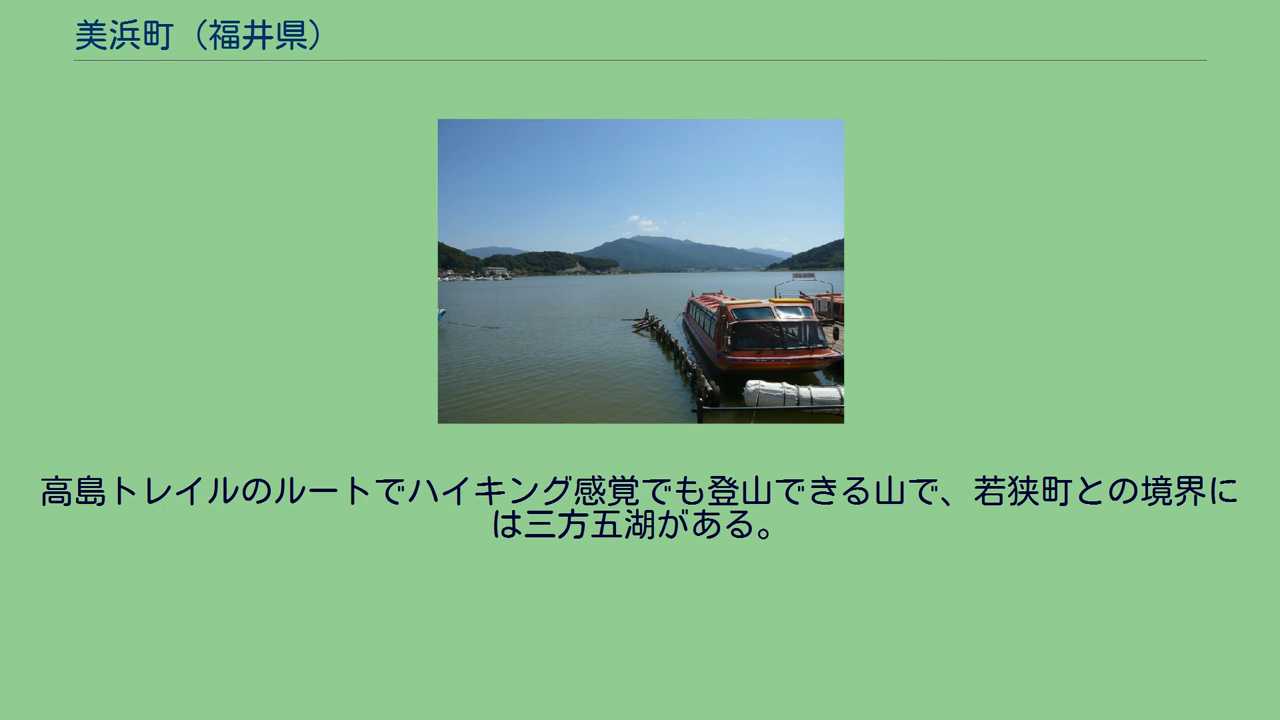 美浜町（福井県）
高島トレイルのルートでハイキング感覚でも登山できる山で、若狭町との境界に
は三方五湖がある。